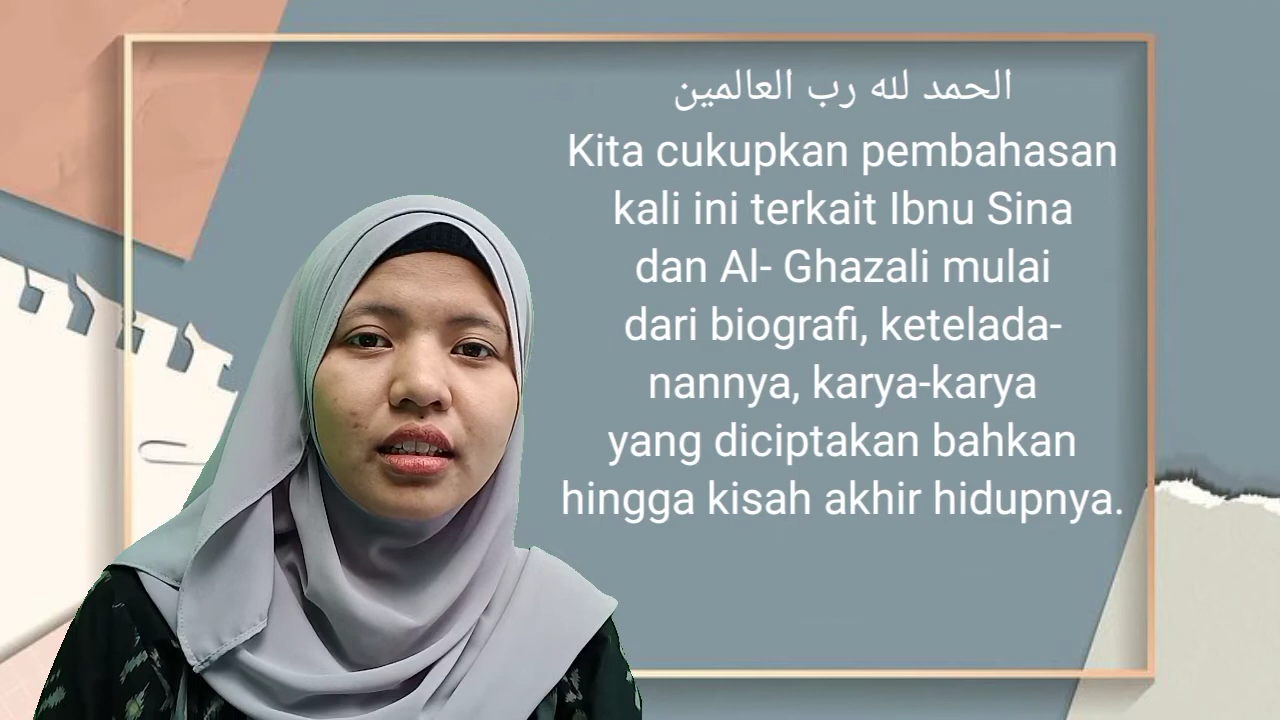 الحمد لله رب العالمين
Kita cukupkan pembahasan
kali ini terkait Ibnu Sina
dan Al- Ghazali mulai
dari biografi, ketelada-
nannya, karya-karya
yang diciptakan bahkan
hingga kisah akhir hidupnya.